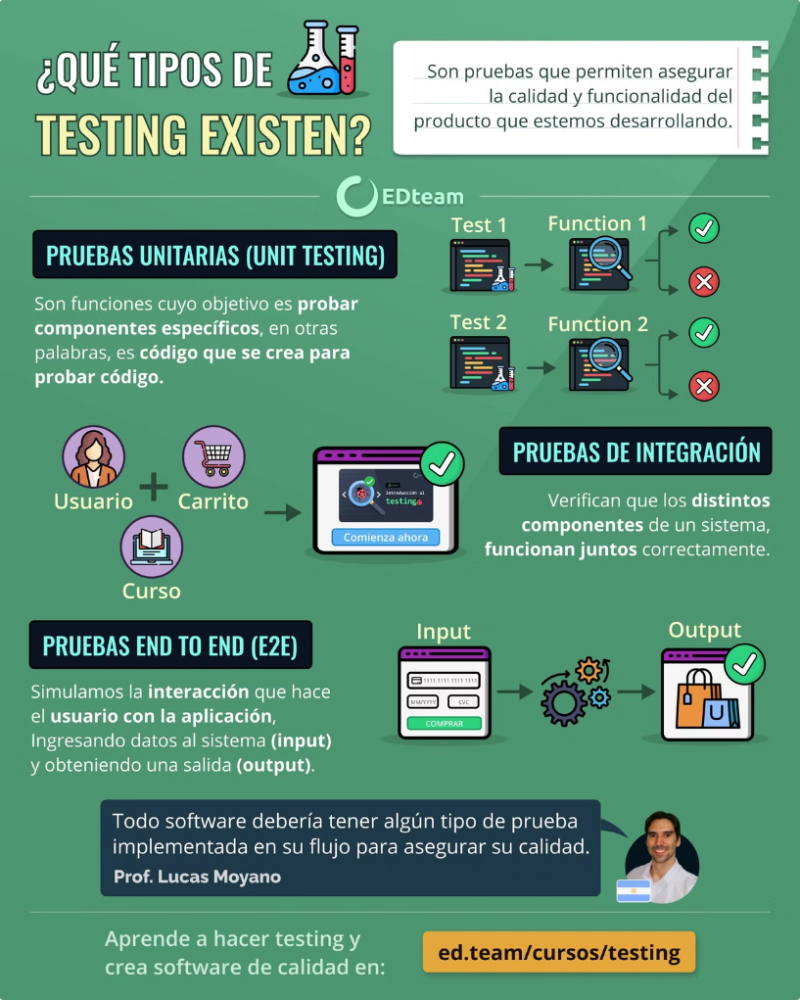 ¿QUÉ TIPOS DE
TESTING EXISTEN?
Son pruebas que permiten asegurar
la calidad y funcionalidad del
producto que estemos desarrollando.
EDteam
PRUEBAS UNITARIAS (UNIT TESTING)
Son funciones cuyo objetivo es probar
componentes específicos, en otras
palabras, es código que se crea para
probar código.
Test 1
Function 1
Test 2
Function 2
Usuario
Carrito
Curso
Introducción al
testing
Comienza ahora
PRUEBAS DE INTEGRACIÓN
Verifican que los distintos
componentes de un sistema,
funcionan juntos correctamente.
PRUEBAS END TO END (E2E)
Simulamos la interacción que hace
el usuario con la aplicación,
Ingresando datos al sistema (input)
y obteniendo una salida (output).
Input
1111 1111 1111 1111
MM/YYYY
CVC
COMPRAR
Output
Todo software debería tener algún tipo de prueba
implementada en su flujo para asegurar su calidad.
Prof. Lucas Moyano
Aprende a hacer testing y
crea software de calidad en:
ed.team/cursos/testing